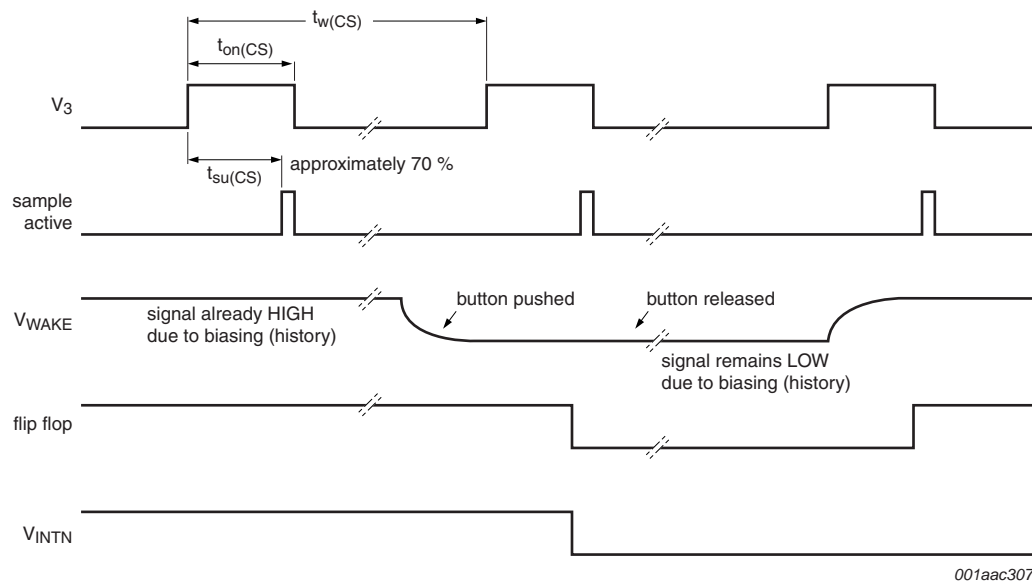 tw(CS)
ton(CS)
V3
tsu(CS)
approximately 70 %
sample
active
VWAKE
signal already HIGH
due to biasing (history)
button pushed
button released
signal remains LOW
due to biasing (history)
flip flop
VINTN
001aac307